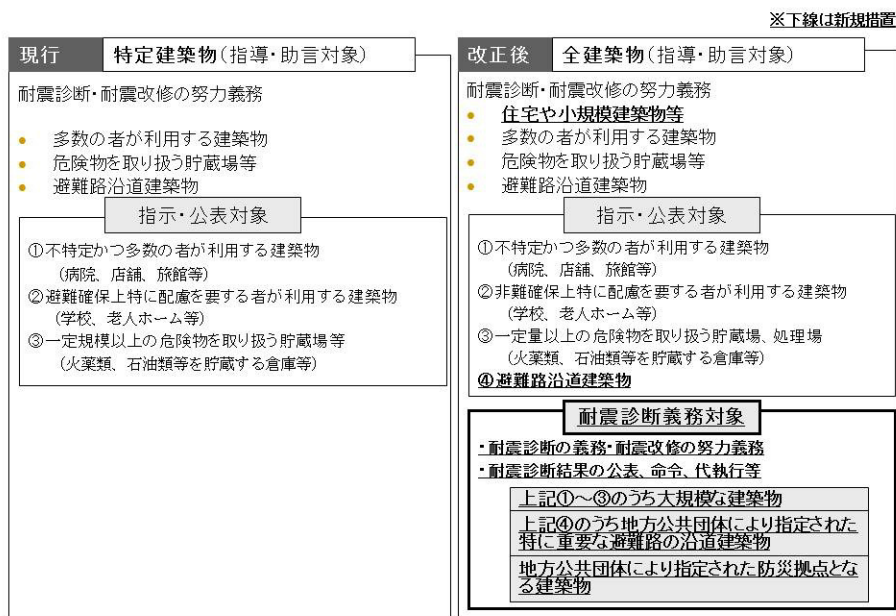 ※下線は新規措置
現行
特定建築物(指導・助言対象)
耐震診断・耐震改修の努力義務
• 多数の者が利用する建築物
• 危険物を取り扱う貯蔵場等
• 避難路沿道建築物
指示・公表対象
①不特定かつ多数の者が利用する建築物
(病院、店舗、旅館等)
②避難確保上特に配慮を要する者が利用する建築物
(学校、老人ホーム等)
③一定規模以上の危険物を取り扱う貯蔵場等
(火薬類、石油類等を貯蔵する倉庫等)
改正後
全建築物(指導・助言対象)
耐震診断・耐震改修の努力義務
• 住宅や小規模建築物等
• 多数の者が利用する建築物
• 危険物を取り扱う貯蔵場等
• 避難路沿道建築物
指示・公表対象
①不特定かつ多数の者が利用する建築物
(病院、店舗、旅館等)
②非難確保上特に配慮を要する者が利用する建築物
(学校、老人ホーム等)
③一定量以上の危険物を取り扱う貯蔵場、処理場
(火薬類、石油類等を貯蔵する倉庫等)
④避難路沿道建築物
耐震診断義務対象
・耐震診断の義務・耐震改修の努力義務
・耐震診断結果の公表、命令、代執行等
上記①～③のうち大規模な建築物
上記④のうち地方公共団体により指定された
特に重要な避難路の沿道建築物
地方公共団体により指定された防災拠点とな
る建築物